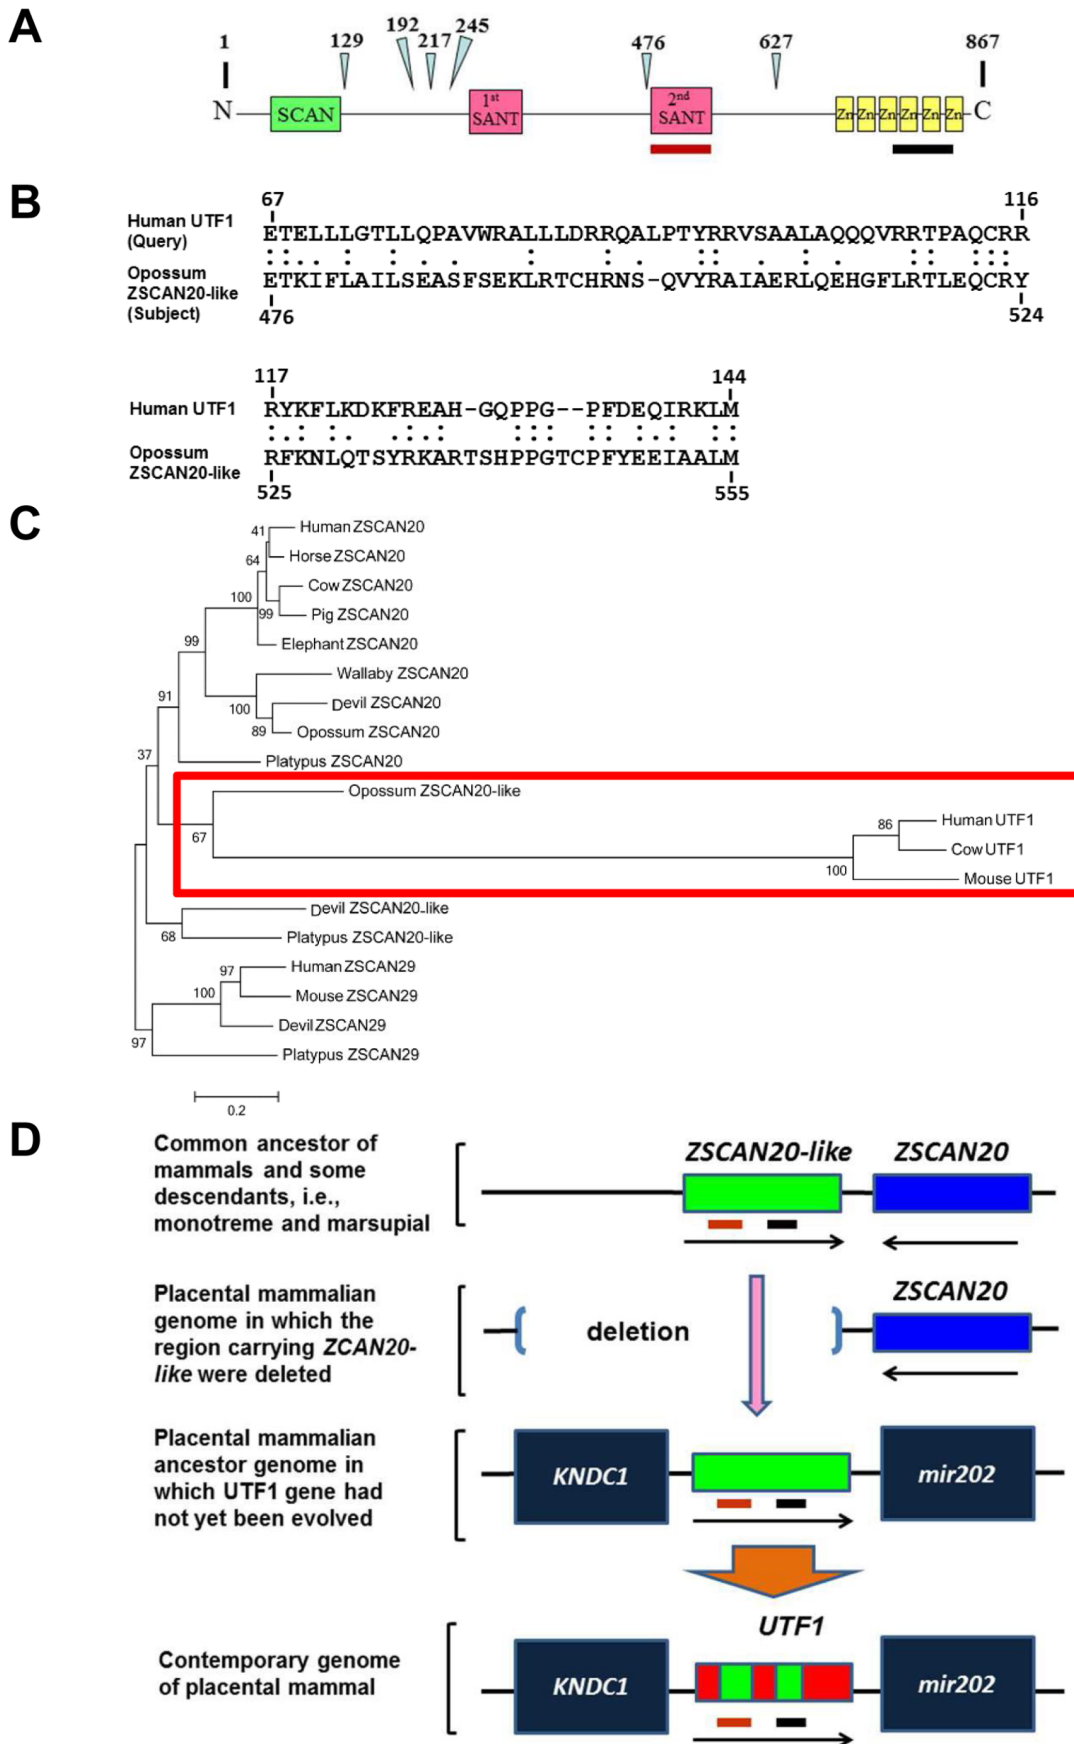 A
1
129
192
217
245
476
627
867
N
SCAN
1st
SANT
2nd
SANT
Zn
Zn
Zn
Zn
Zn
Zn
C
B
67
116
Human UTF1
(Query)
ETELLLGTLLQPAVWRALLLDRRQALPTYRRVSAALAQQQVRRTPAQCRR
Opossum
ZSCAN20-like
(Subject)
ETKIFLAILSEASFSEKLRTCHRNS-QVYRAIAERLQEHGFLRTLEQCRY
476
524
117
144
Human UTF1
RYKFLKDKFREAH-GQPPG--PFDEQIRKLM
Opossum
ZSCAN20-like
RFKNLQTSYRKARTSHPPGTCPFYEEIAALM
525
555
C
Human ZSCAN20
41
Horse ZSCAN20
64
Cow ZSCAN20
100
99
Pig ZSCAN20
99
Elephant ZSCAN20
Wallaby ZSCAN20
91
Devil ZSCAN20
100
89
Opossum ZSCAN20
37
Platypus ZSCAN20
Opossum ZSCAN20-like
67
86
Human UTF1
Cow UTF1
100
Mouse UTF1
Devil ZSCAN20-like
68
Platypus ZSCAN20-like
97
Human ZSCAN29
100
Mouse ZSCAN29
Devil ZSCAN29
97
Platypus ZSCAN29
0.2
D
Common ancestor of
mammals and some
descendants, i.e.,
monotreme and marsupial
ZSCAN20-like
ZSCAN20
Placental mammalian
genome in which the
region carrying ZCAN20-
like were deleted
deletion
ZSCAN20
Placental mammalian
ancestor genome in
which UTF1 gene had
not yet been evolved
KNDC1
mir202
UTF1
Contemporary genome
of placental mammal
KNDC1
mir202